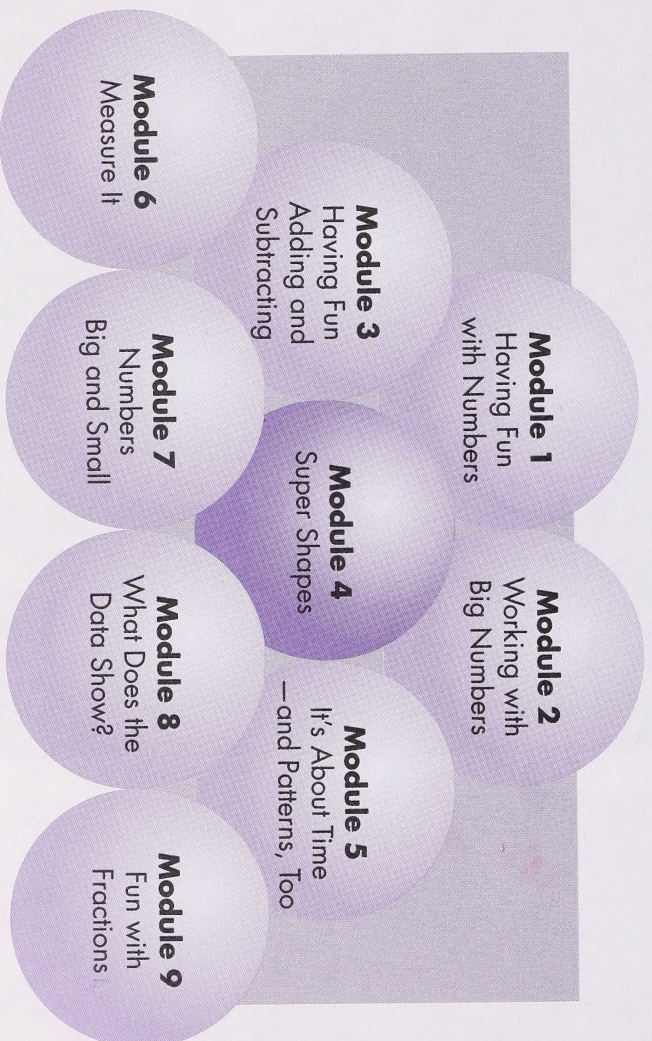 Module 1
Having Fun
with Numbers
Module 2
Working with
Big Numbers
Module 3
Having Fun
Adding and
Subtracting
Module 4
Super Shapes
Module 5
It's About Time
—and Patterns, Too
Module 6
Measure It
Module 7
Numbers
Big and Small
Module 8
What Does the
Data Show?
Module 9
Fun with
Fractions